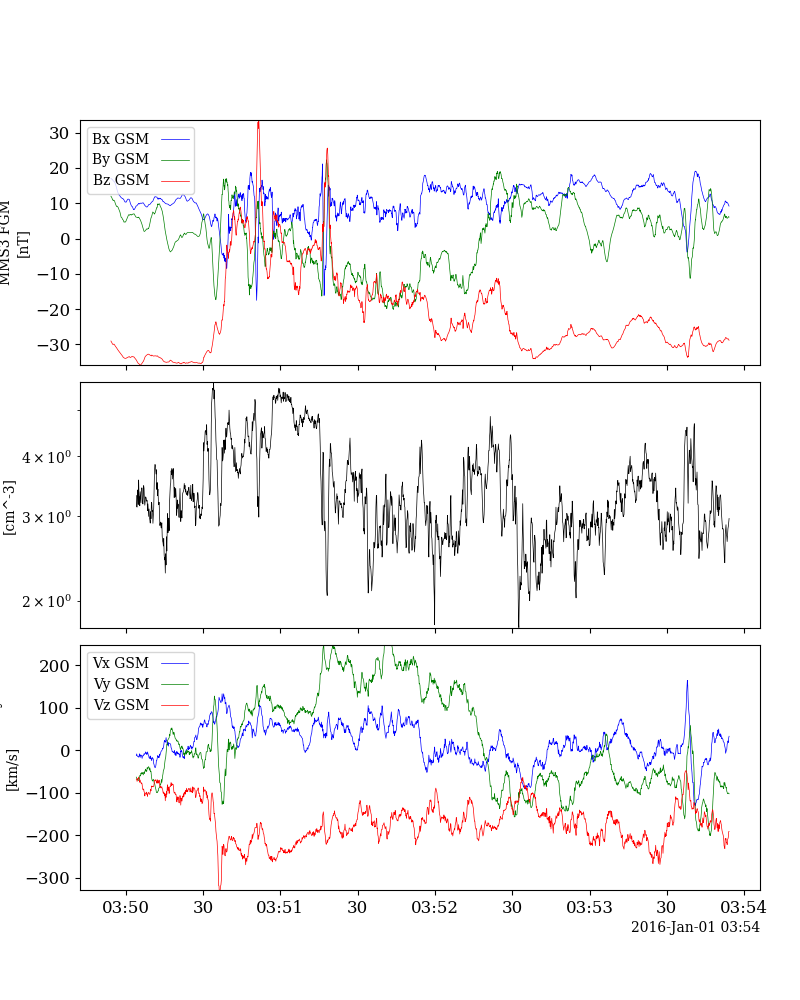 30
20
10
0
−10
−20
−30
MMS3 FGM
[nT]
Bx GSM
By GSM
Bz GSM
4 × 10⁰
3 × 10⁰
2 × 10⁰
[cm^-3]
200
100
0
−100
−200
−300
[km/s]
Vx GSM
Vy GSM
Vz GSM
03:50 30 03:51 30 03:52 30 03:53 30 03:54
2016-Jan-01 03:54